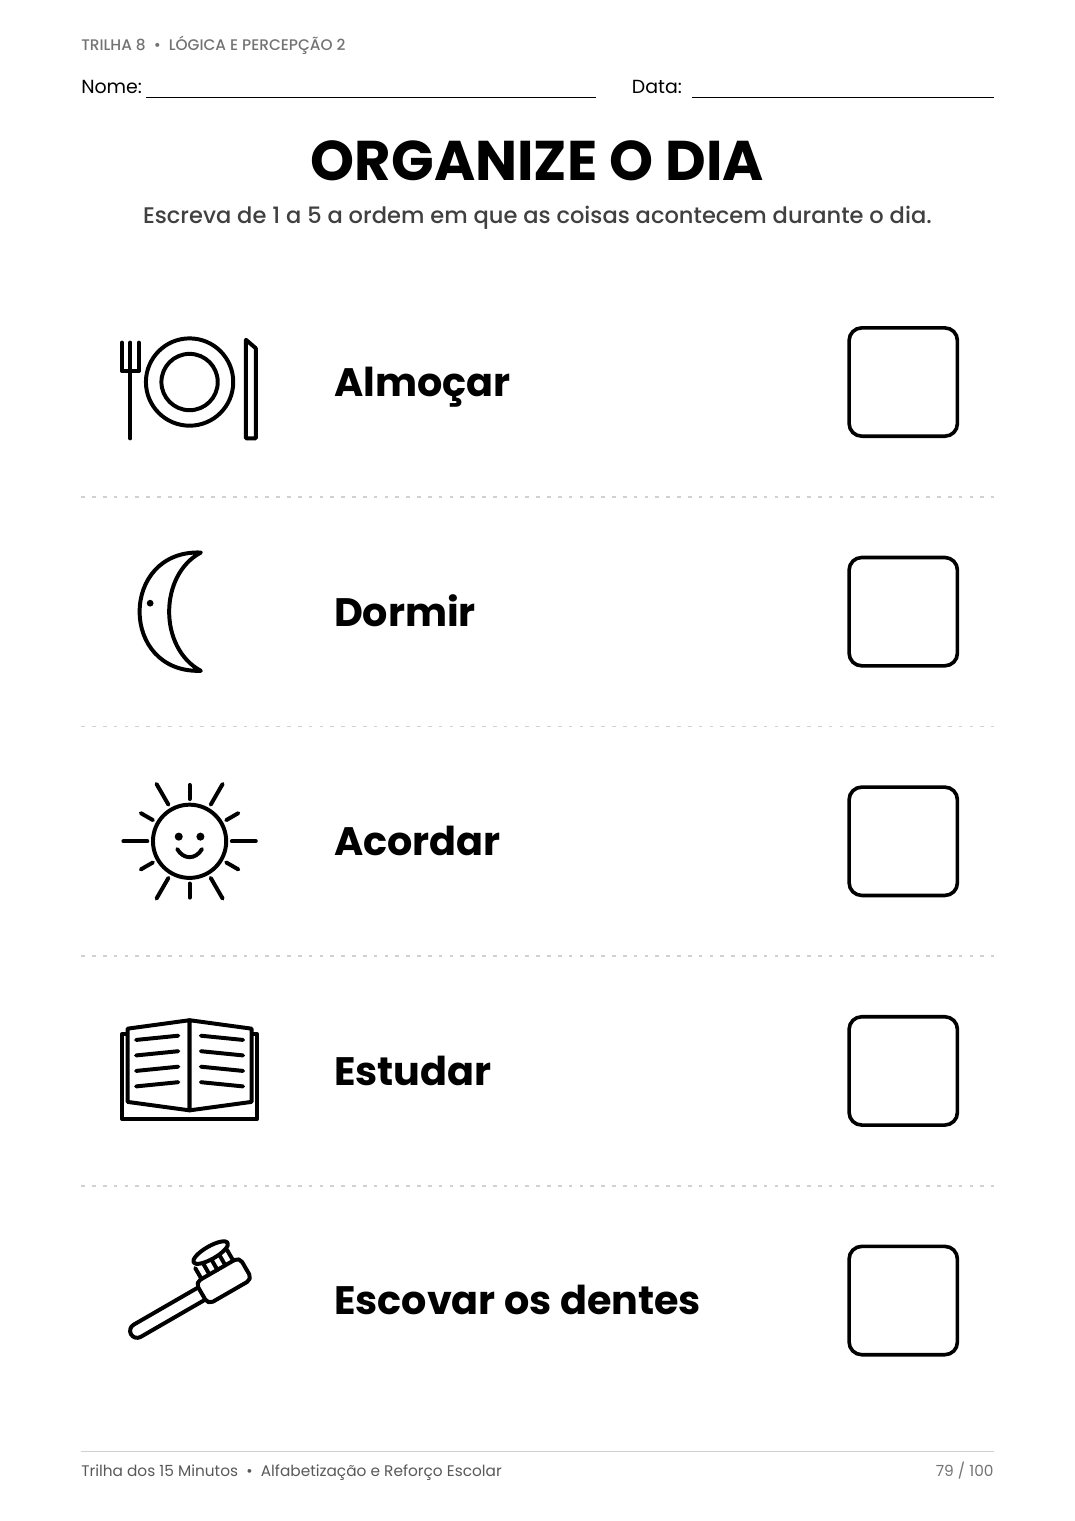 TRILHA 8 • LÓGICA E PERCEPÇÃO 2
Nome: Data:
ORGANIZE O DIA
Escreva de 1 a 5 a ordem em que as coisas acontecem durante o dia.
Almoçar
Dormir
Acordar
Estudar
Escovar os dentes
Trilha dos 15 Minutos • Alfabetização e Reforço Escolar 79 / 100